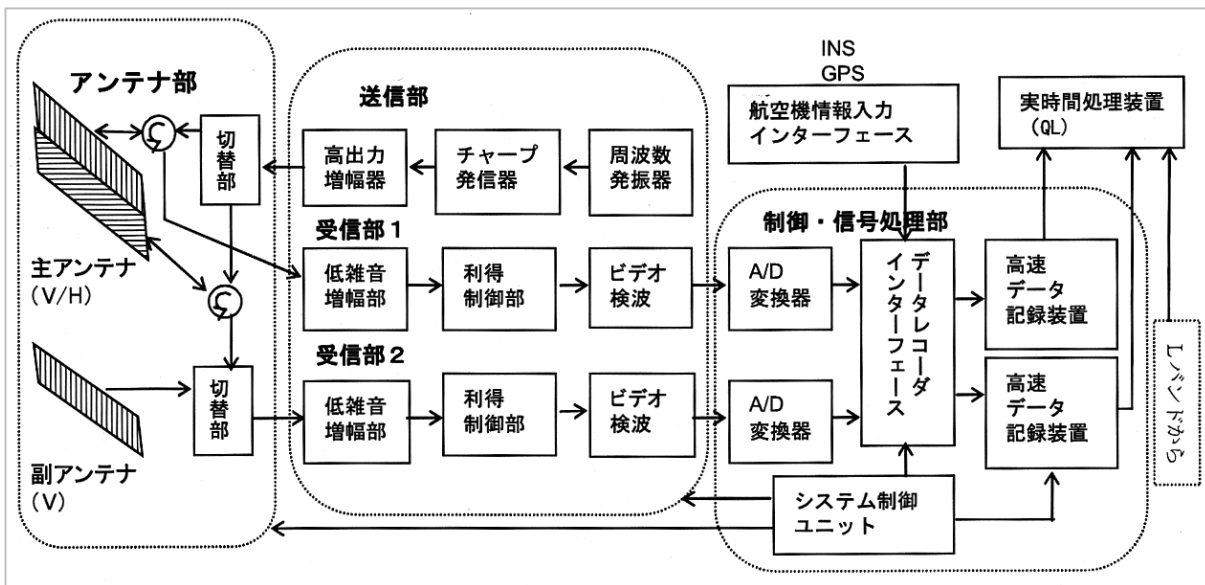 アンテナ部
切替部
主アンテナ
(V/H)
副アンテナ
(V)
切替部
送信部
高出力
増幅器
チャープ
発信器
周波数
発振器
受信部1
低雑音
増幅部
利得
制御部
ビデオ
検波
受信部2
低雑音
増幅部
利得
制御部
ビデオ
検波
INS
GPS
航空機情報入力
インターフェース
実時間処理装置
(QL)
制御・信号処理部
A/D
変換器
A/D
変換器
データレコーダ
インターフェース
高速
データ
記録装置
高速
データ
記録装置
システム制御
ユニット
Lバンドから